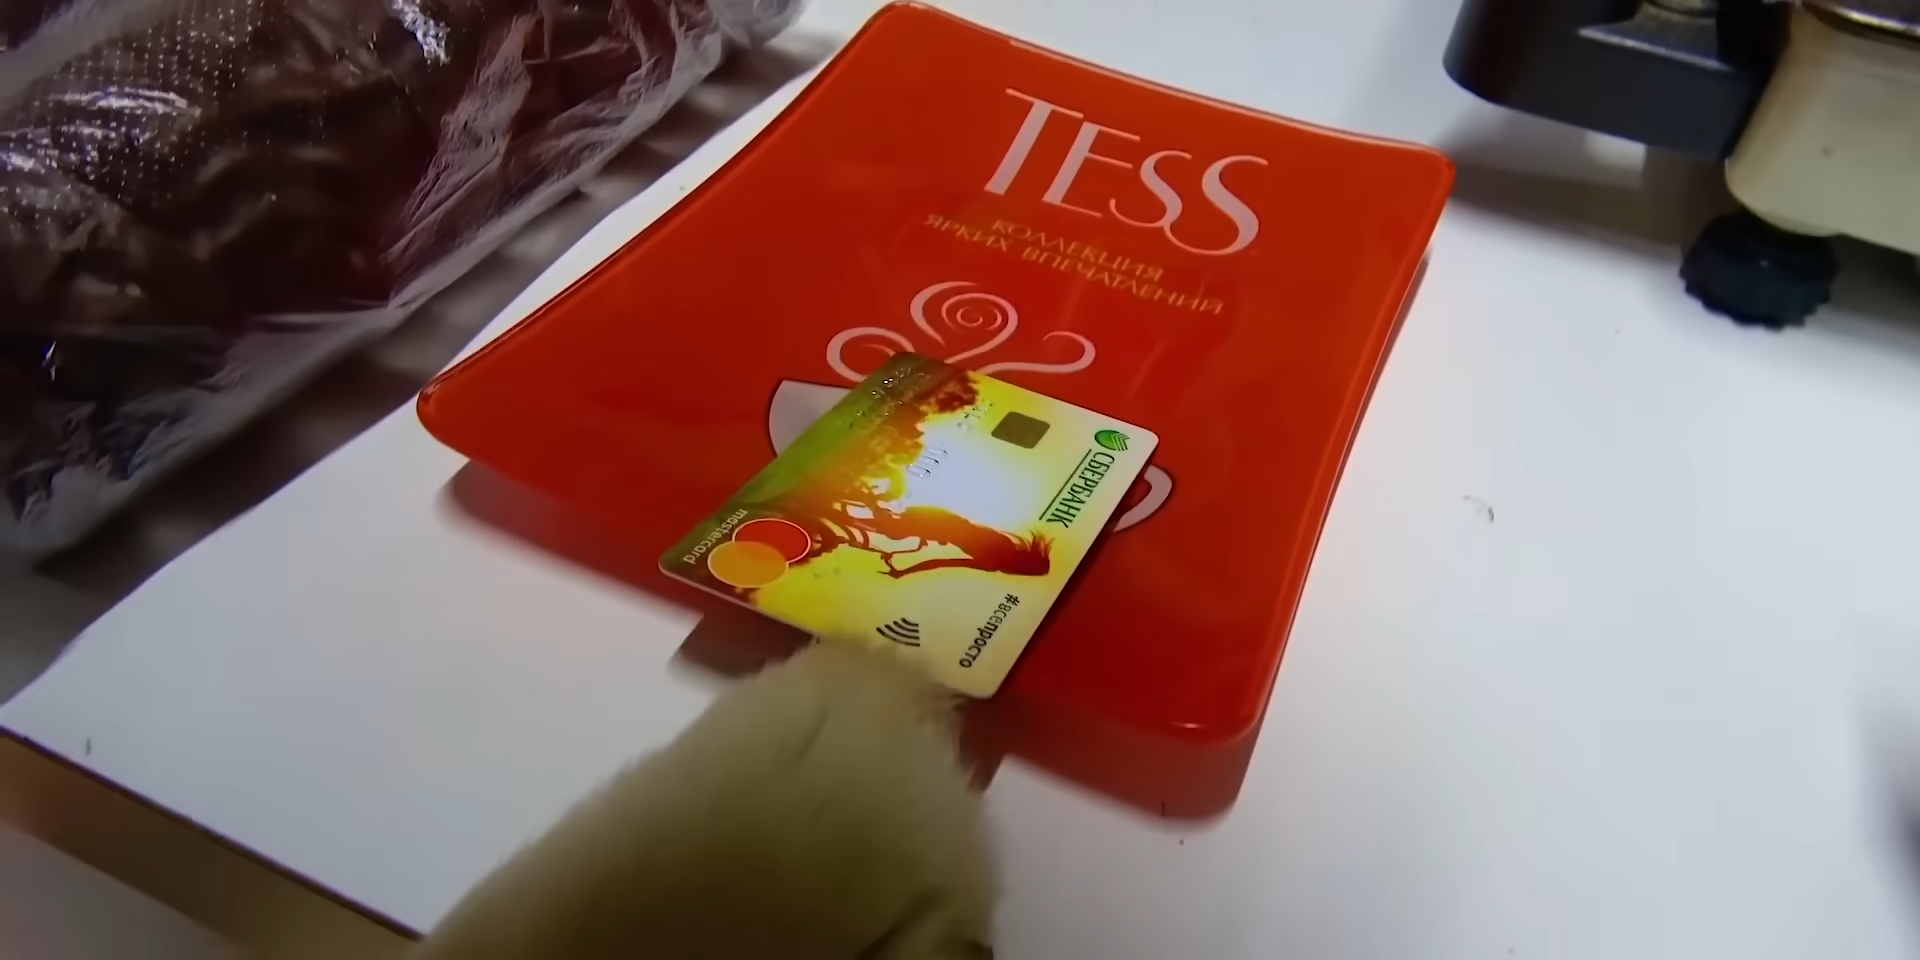 TESS
КОЛЛЕКЦИЯ
ЯРКИХ ВПЕЧАТЛЕНИЙ
СБЕРБАНК
mastercard
#всепросто